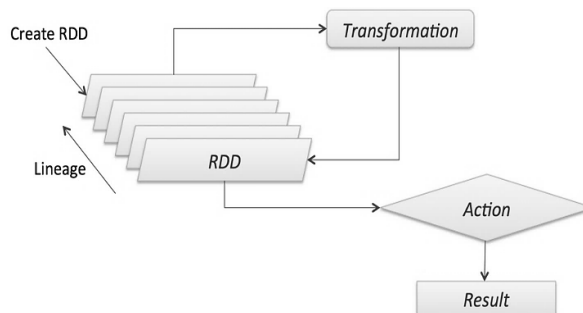 Create RDD
Transformation
Lineage
RDD
Action
Result